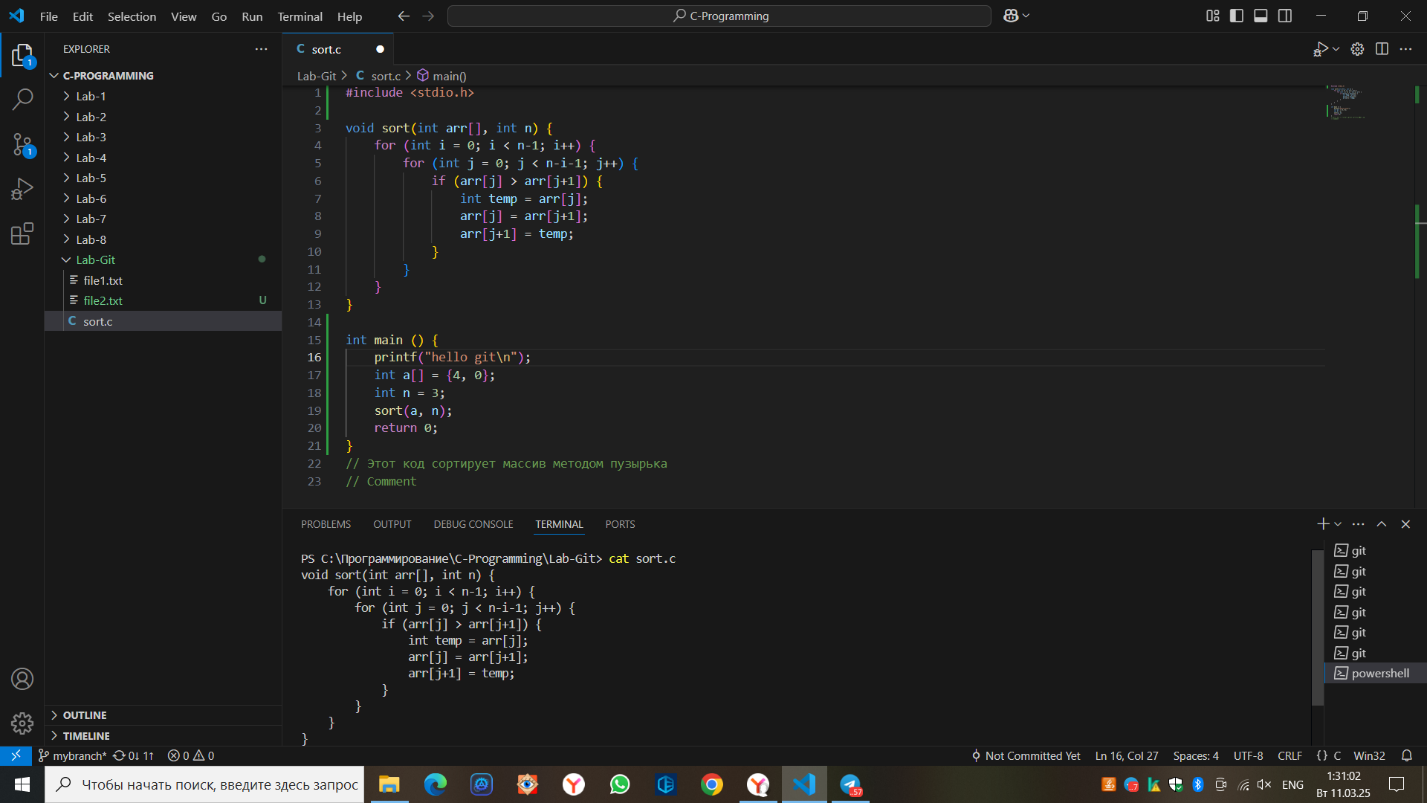 File Edit Selection View Go Run Terminal Help
C-Programming
EXPLORER
C-PROGRAMMING
Lab-1
Lab-2
Lab-3
Lab-4
Lab-5
Lab-6
Lab-7
Lab-8
Lab-Git
file1.txt
file2.txt U
sort.c
OUTLINE
TIMELINE
C sort.c
Lab-Git > C sort.c > main()
1 #include <stdio.h>
2
3 void sort(int arr[], int n) {
4 for (int i = 0; i < n-1; i++) {
5 for (int j = 0; j < n-i-1; j++) {
6 if (arr[j] > arr[j+1]) {
7 int temp = arr[j];
8 arr[j] = arr[j+1];
9 arr[j+1] = temp;
10 }
11 }
12 }
13 }
14
15 int main () {
16 printf("hello git\n");
17 int a[] = {4, 0};
18 int n = 3;
19 sort(a, n);
20 return 0;
21 }
22 // Этот код сортирует массив методом пузырька
23 // Comment
PROBLEMS OUTPUT DEBUG CONSOLE TERMINAL PORTS
PS C:\Программирование\C-Programming\Lab-Git> cat sort.c
void sort(int arr[], int n) {
for (int i = 0; i < n-1; i++) {
for (int j = 0; j < n-i-1; j++) {
if (arr[j] > arr[j+1]) {
int temp = arr[j];
arr[j] = arr[j+1];
arr[j+1] = temp;
}
}
}
}
git
git
git
git
git
git
powershell
mybranch* 0↓ 1↑ 0 0 Not Committed Yet Ln 16, Col 27 Spaces: 4 UTF-8 CRLF {} C Win32
Чтобы начать поиск, введите здесь запрос
57
ENG
1:31:02
Вт 11.03.25